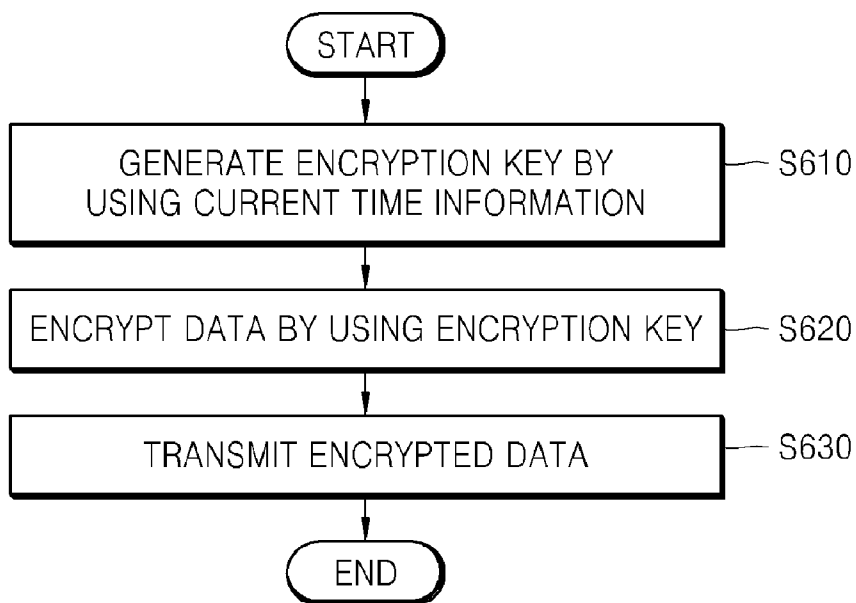 START
GENERATE ENCRYPTION KEY BY
USING CURRENT TIME INFORMATION
S610
ENCRYPT DATA BY USING ENCRYPTION KEY
S620
TRANSMIT ENCRYPTED DATA
S630
END